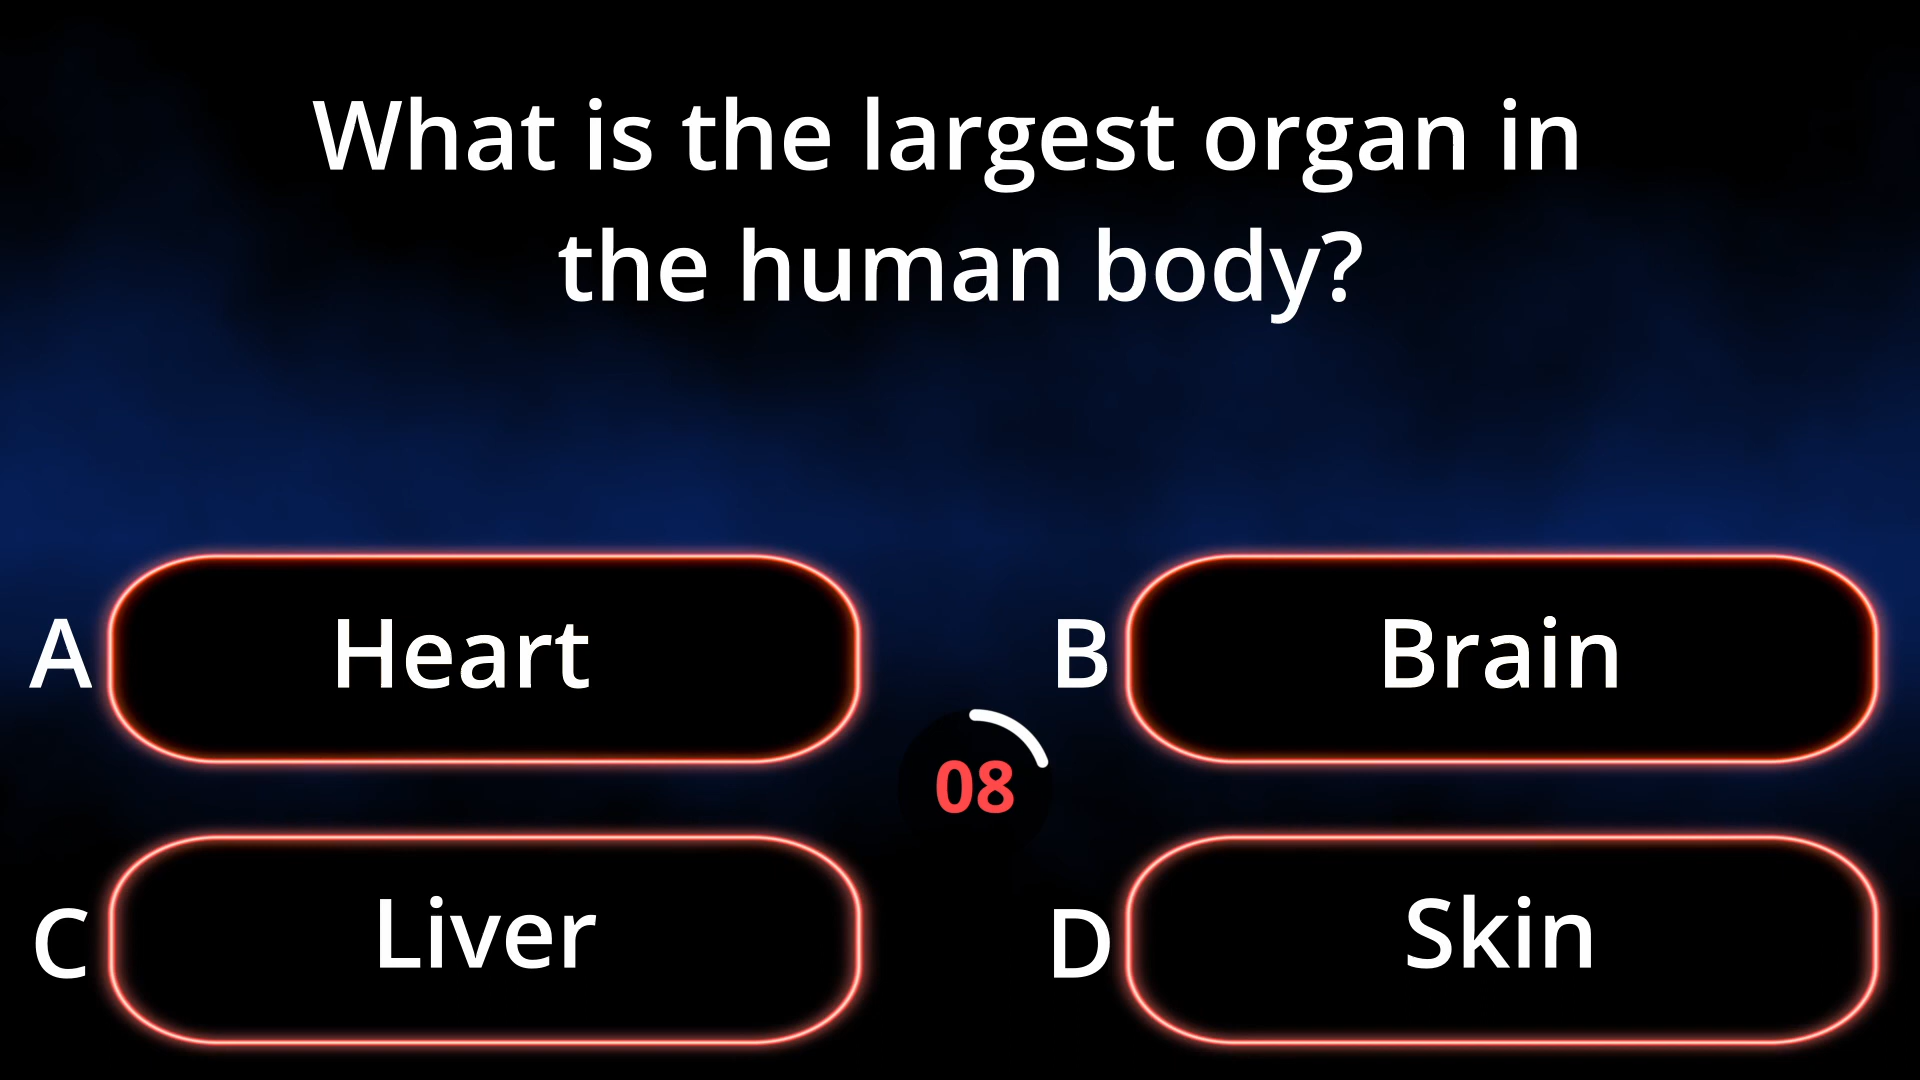 What is the largest organ in
the human body?
A Heart
B Brain
08
C Liver
D Skin